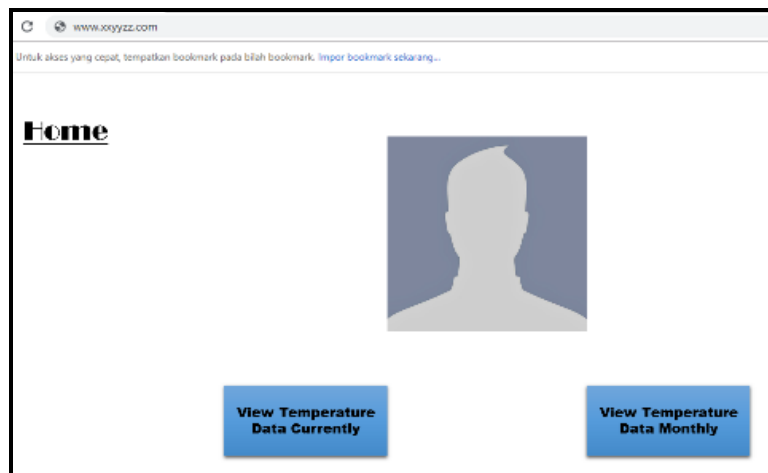 www.xxyyzz.com
Untuk akses yang cepat, tempatkan bookmark pada bilah bookmark. Impor bookmark sekarang...
Home
View Temperature
Data Currently
View Temperature
Data Monthly